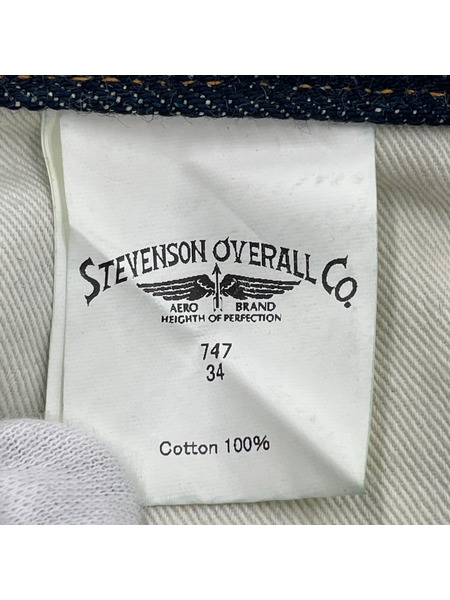 STEVENSON OVERALL CO.
AERO BRAND
HEIGHTH OF PERFECTION
747
34
Cotton 100%